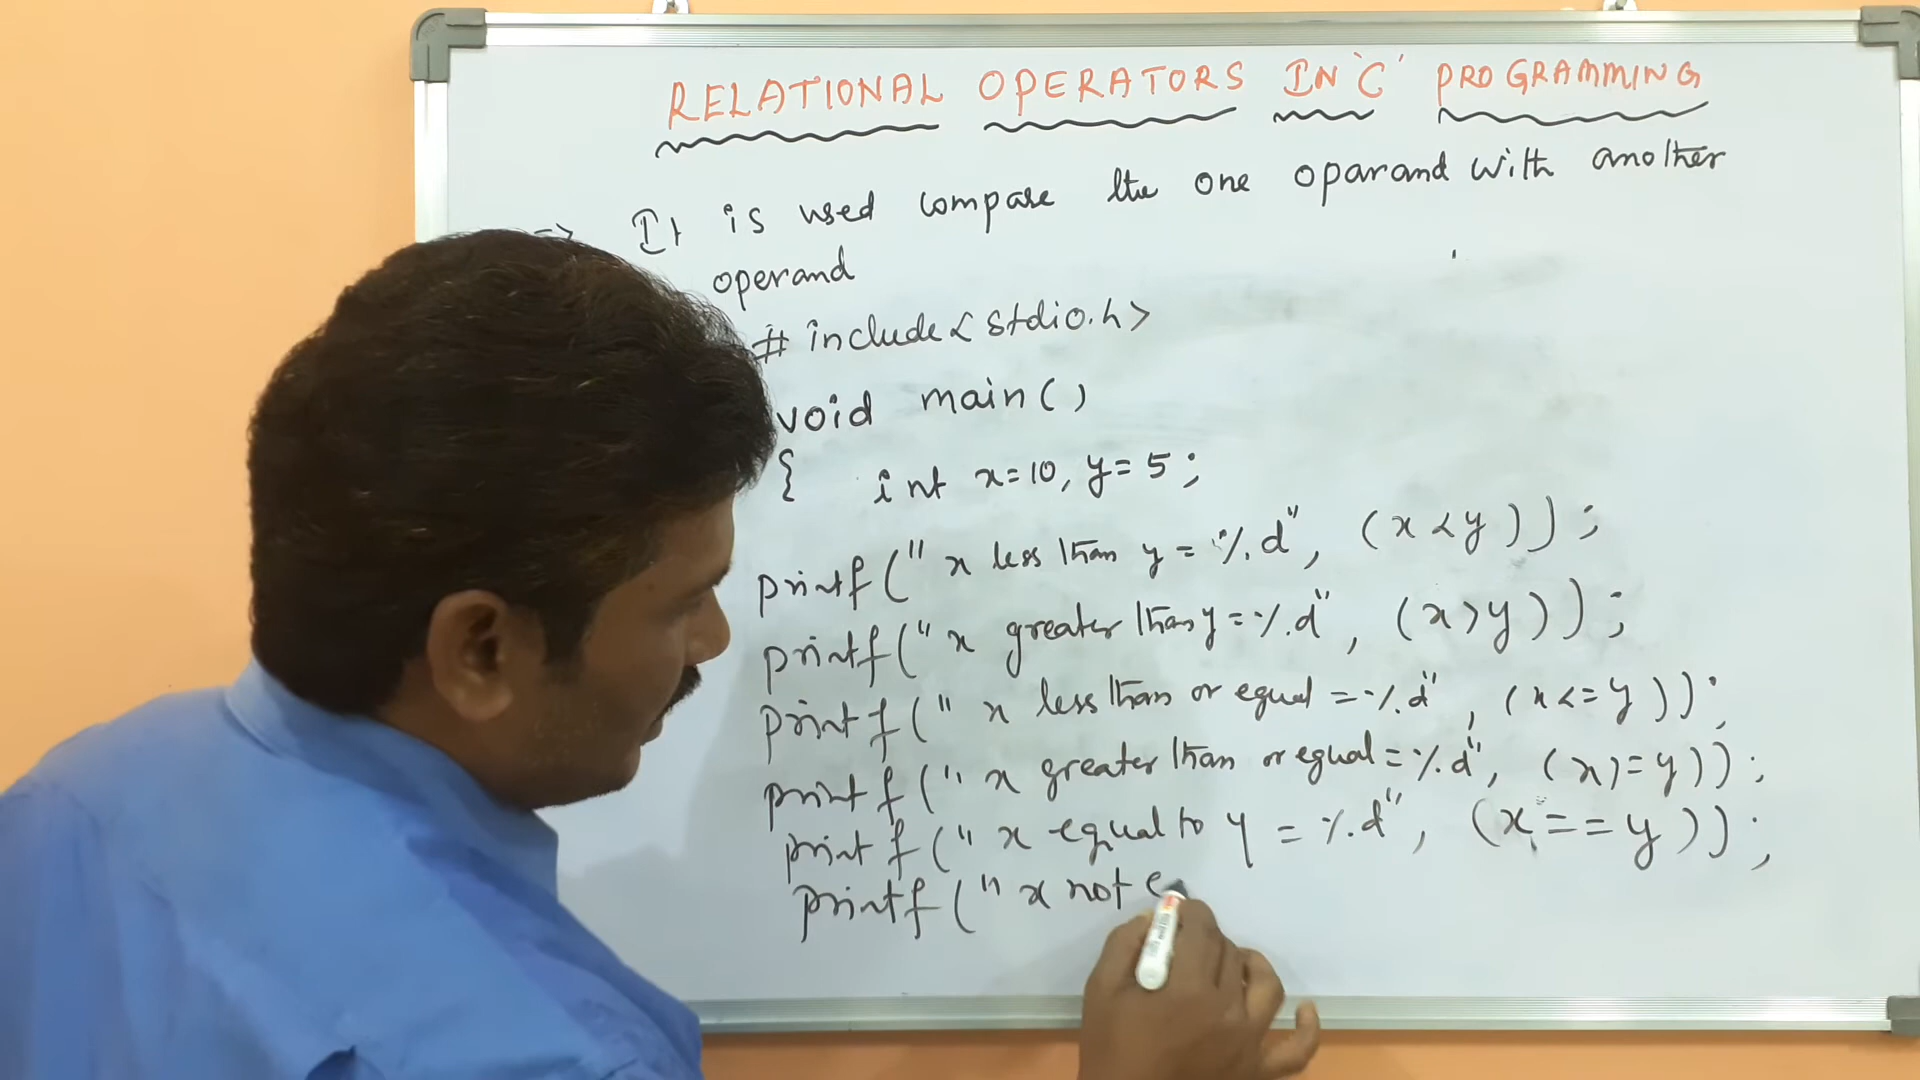 RELATIONAL OPERATORS IN 'C' PROGRAMMING
=> It is used compare the one oparand with another
operand
# include < stdio.h>
void main()
{ int x=10, y=5;
printf(" x less than y = %d", (x<y));
printf(" x greater than y = %d", (x>y));
printf(" x less than or equal = %d", (x<=y));
printf(" x greater than or equal = %d", (x>=y));
printf(" x equal to y = %d", (x==y));
printf(" x not e